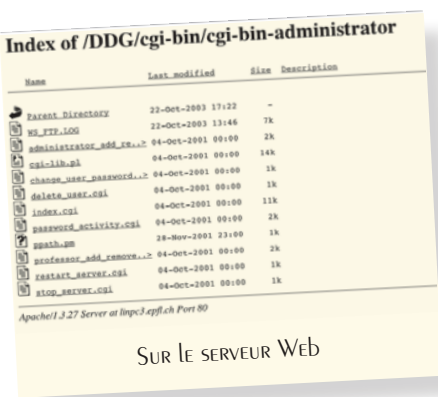 Index of /DDG/cgi-bin/cgi-bin-administrator
Name Last modified Size Description
Parent Directory 22-Oct-2003 17:22 -
WS_FTP.LOG 22-Oct-2003 13:46 7k
administrator_add_re..> 04-Oct-2001 00:00 2k
cgi-lib.pl 04-Oct-2001 00:00 14k
change_user_password..> 04-Oct-2001 00:00 1k
delete_user.cgi 04-Oct-2001 00:00 1k
index.cgi 04-Oct-2001 00:00 11k
password_activity.cgi 04-Oct-2001 00:00 2k
ppath.pm 28-Nov-2001 23:00 1k
professor_add_remove..> 04-Oct-2001 00:00 2k
restart_server.cgi 04-Oct-2001 00:00 1k
stop_server.cgi 04-Oct-2001 00:00 1k
Apache/1.3.27 Server at linpc3.epfl.ch Port 80
Sur le serveur Web